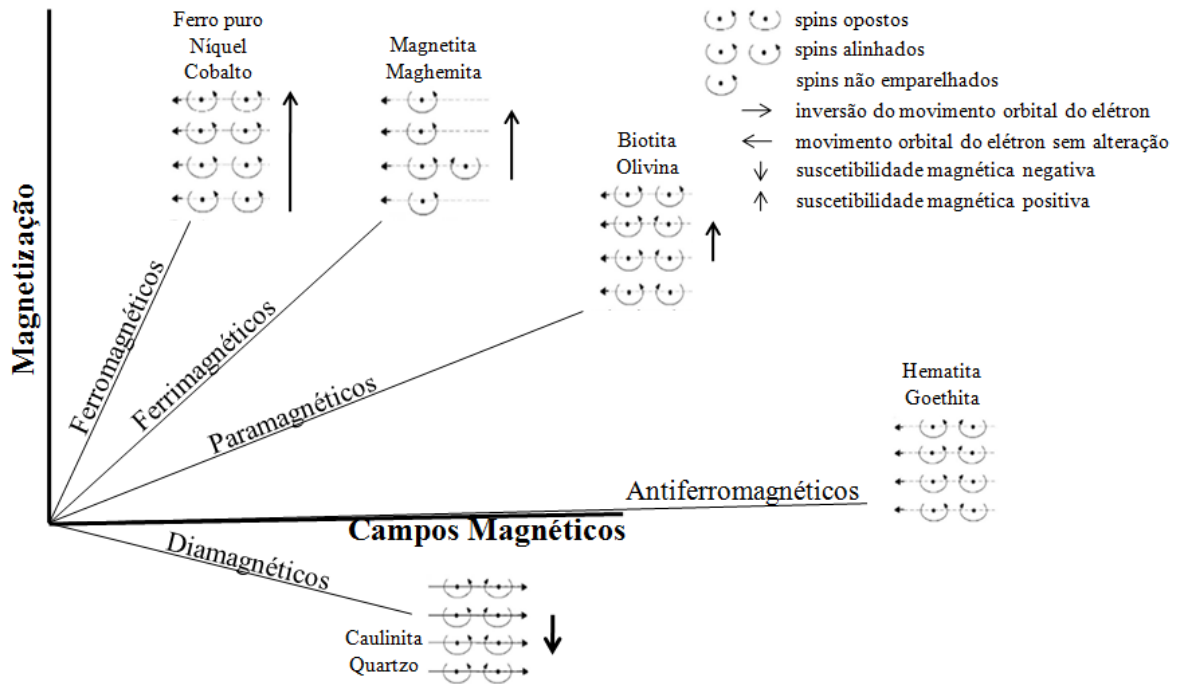 Ferro puro
Níquel
Cobalto
Magnetita
Maghemita
spins opostos
spins alinhados
spins não emparelhados
inversão do movimento orbital do elétron
movimento orbital do elétron sem alteração
suscetibilidade magnética negativa
suscetibilidade magnética positiva
Biotita
Olivina
Magnetização
Ferromagnéticos
Ferrimagnéticos
Paramagnéticos
Hematita
Goethita
Antiferromagnéticos
Campos Magnéticos
Diamagnéticos
Caulinita
Quartzo